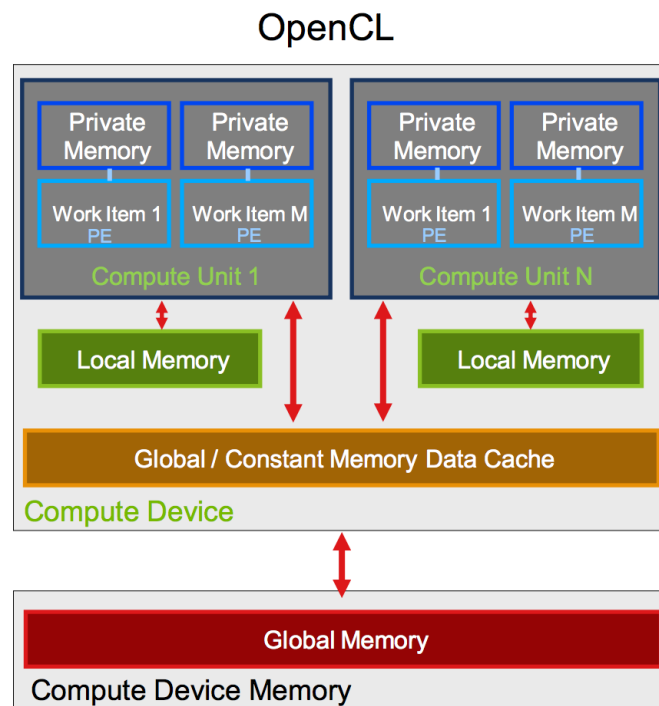 OpenCL
Private Memory
Private Memory
Private Memory
Private Memory
Work Item 1
PE
Work Item M
PE
Work Item 1
PE
Work Item M
PE
Compute Unit 1
Compute Unit N
Local Memory
Local Memory
Global / Constant Memory Data Cache
Compute Device
Global Memory
Compute Device Memory